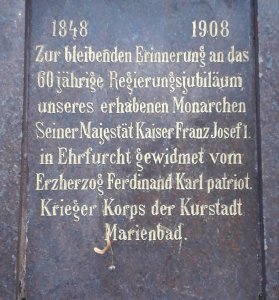 1848 1908
Zur bleibenden Erinnerung an das
60 jährige Regierungsjubiläum
unseres erhabenen Monarchen
Seiner Majestät Kaiser Franz Josef I.
in Ehrfurcht gewidmet vom
Erzherzog Ferdinand Karl patriot.
Krieger Korps der Kurstadt
Marienbad.